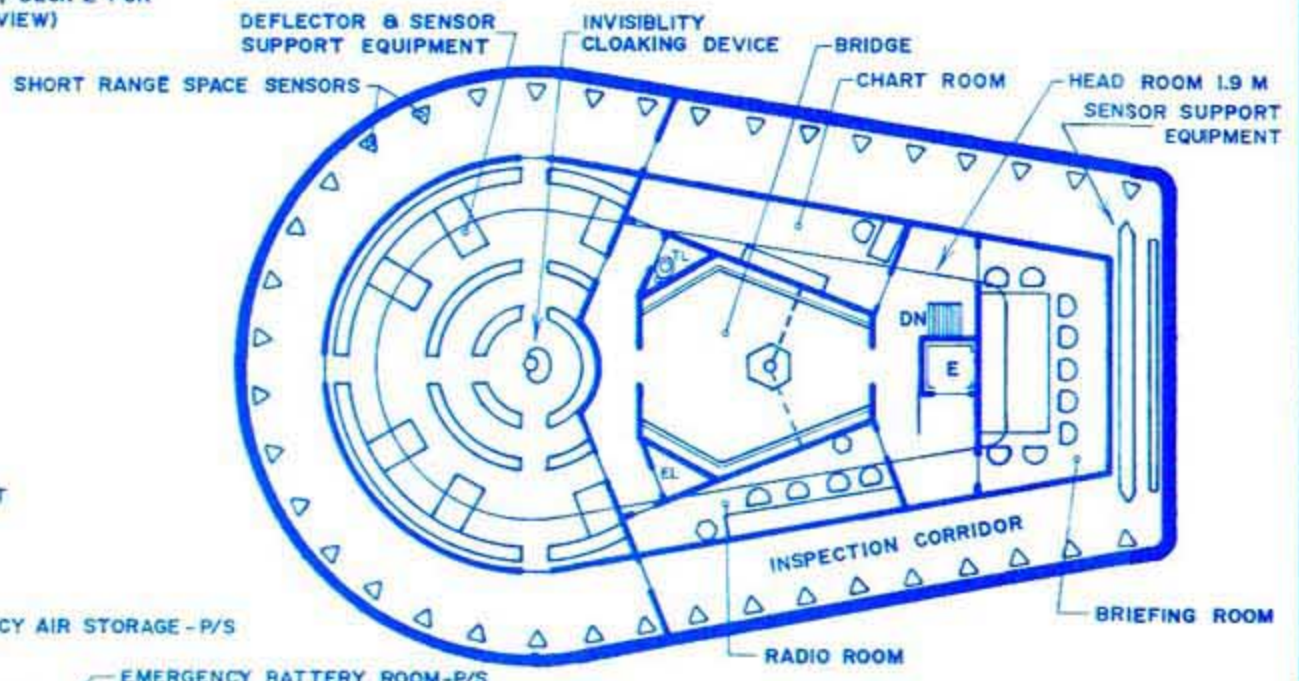 VIEW)
DEFLECTOR & SENSOR
SUPPORT EQUIPMENT
INVISIBLITY
CLOAKING DEVICE
BRIDGE
SHORT RANGE SPACE SENSORS
CHART ROOM
HEAD ROOM 1.9 M
SENSOR SUPPORT
EQUIPMENT
TL
DN
E
EL
T
INSPECTION CORRIDOR
CY AIR STORAGE-P/S
BRIEFING ROOM
RADIO ROOM
EMERGENCY BATTERY ROOM-P/S